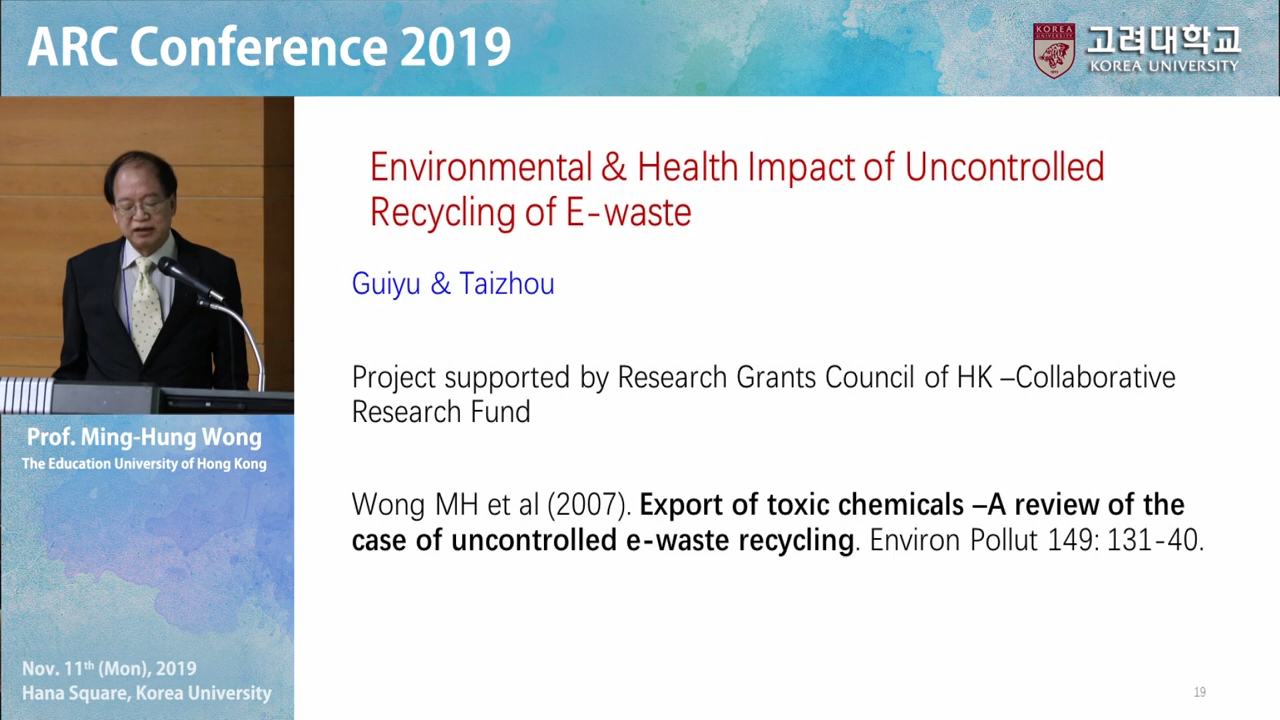 ARC Conference 2019
KOREA
UNIVERSITY
고려대학교
KOREA UNIVERSITY
Environmental & Health Impact of Uncontrolled
Recycling of E-waste
Guiyu & Taizhou
Project supported by Research Grants Council of HK –Collaborative
Research Fund
Wong MH et al (2007). Export of toxic chemicals –A review of the
case of uncontrolled e-waste recycling. Environ Pollut 149: 131-40.
Prof. Ming-Hung Wong
The Education University of Hong Kong
Nov. 11th (Mon), 2019
Hana Square, Korea University
19